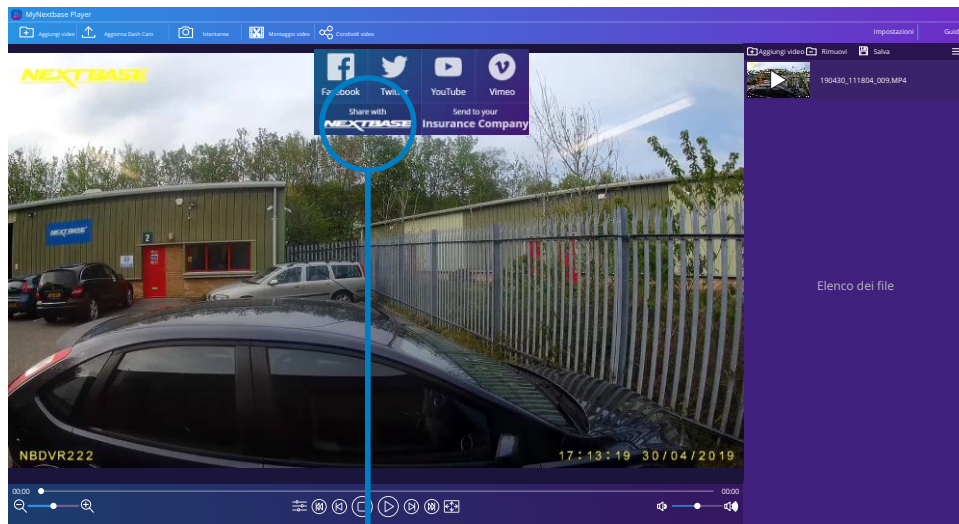 MyNextbase Player
Aggiungi video Aggiorna Dash Cam Istantanea Montaggio video Condividi video Impostazioni Guid
Aggiungi video Rimuovi Salva
NEXTBASE
Facebook Twitter YouTube Vimeo
Share with Send to your
NEXTBASE Insurance Company
190430_111804_009.MP4
NEXTBASE
2
Elenco dei file
NBDVR222 17:13:19 30/04/2019
00:00 00:00